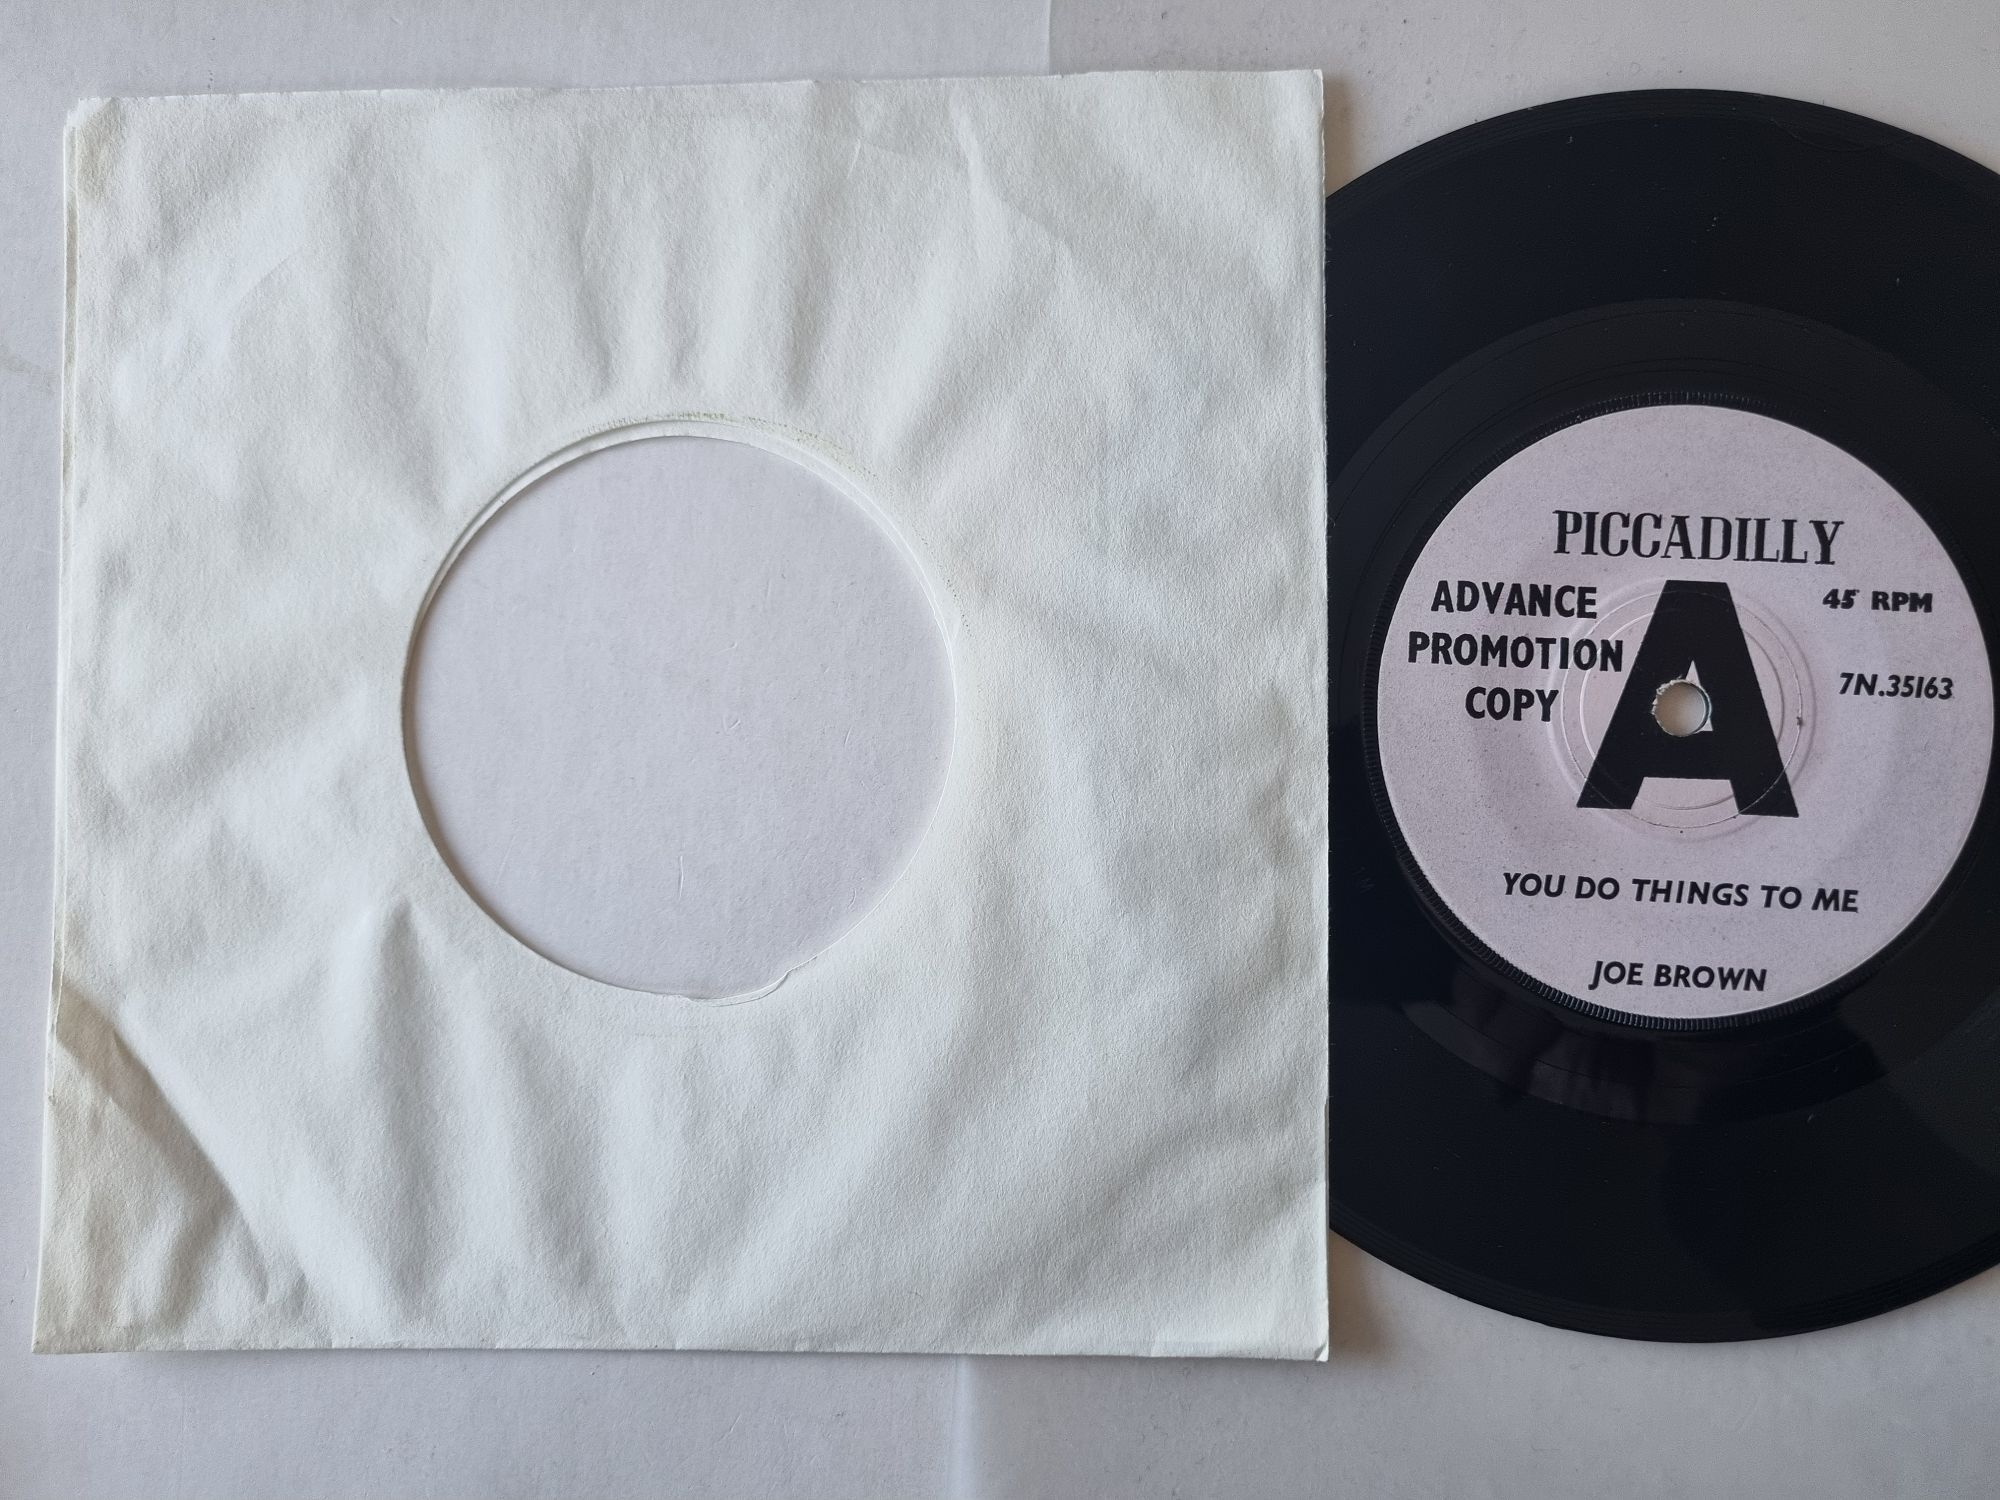 PICCADILLY
ADVANCE
PROMOTION
COPY
A
45 RPM
7N.35163
YOU DO THINGS TO ME
JOE BROWN